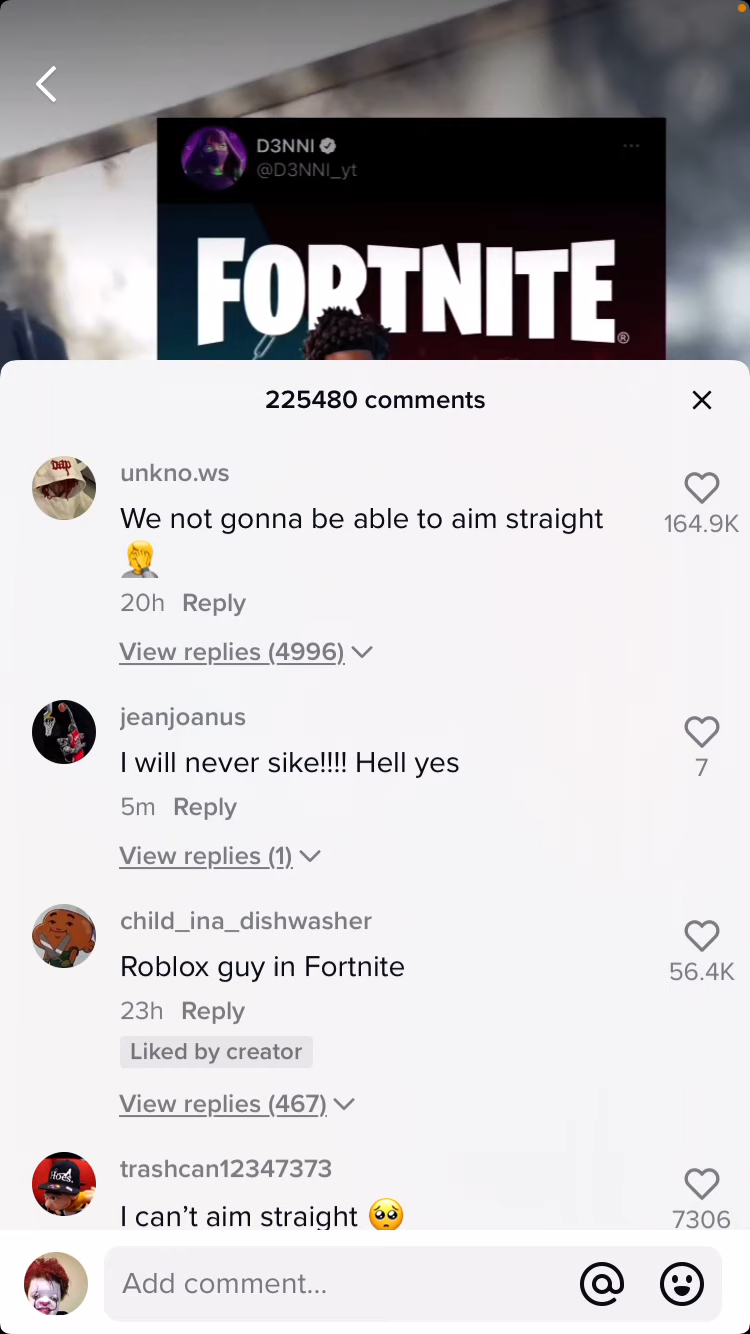 D3NNI
@D3NNI_yt
FORTNITE®
225480 comments
unkno.ws
We not gonna be able to aim straight
🤦
164.9K
20h Reply
View replies (4996)
jeanjoanus
I will never sike!!!! Hell yes
7
5m Reply
View replies (1)
child_ina_dishwasher
Roblox guy in Fortnite
56.4K
23h Reply
Liked by creator
View replies (467)
trashcan12347373
I can’t aim straight 🥺
7306
Add comment...